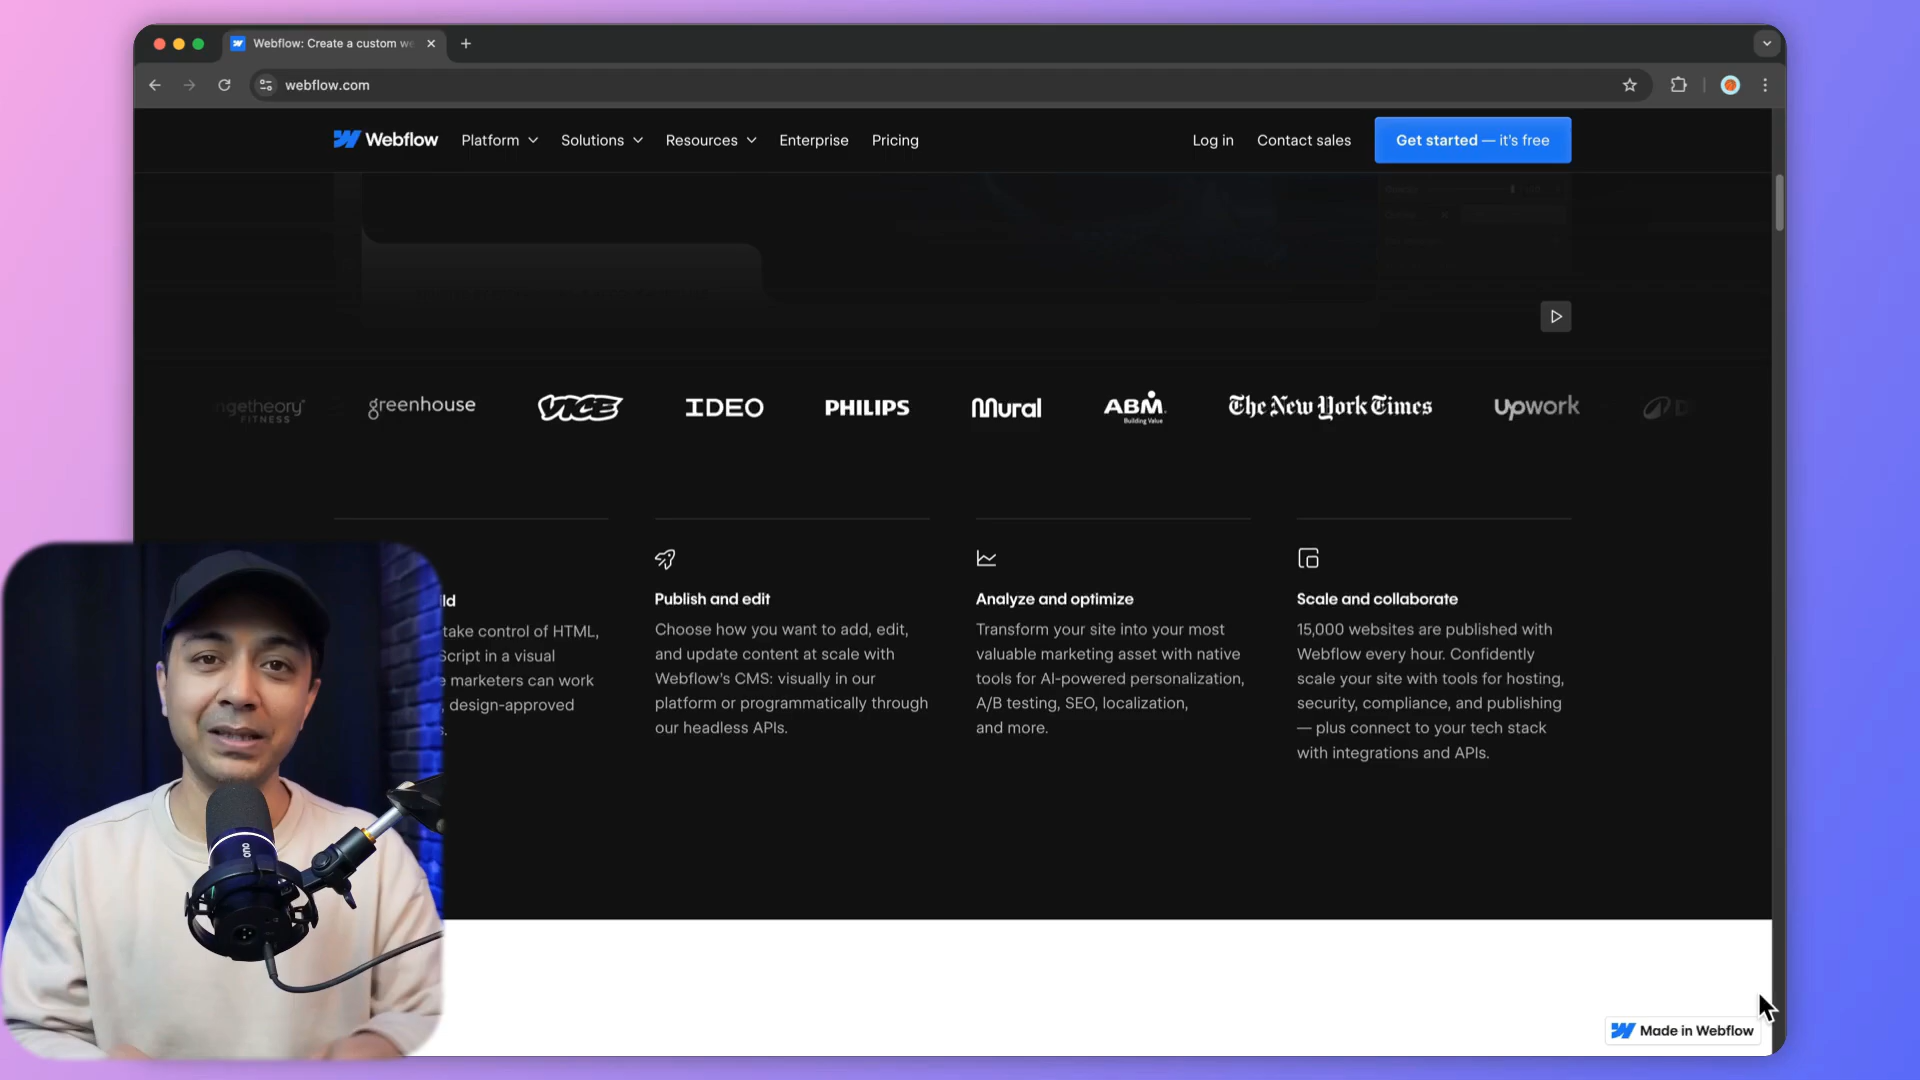 Webflow: Create a custom we
webflow.com
Webflow
Platform
Solutions
Resources
Enterprise
Pricing
Log in
Contact sales
Get started — it's free
ngetheory
FITNESS
greenhouse
VICE
IDEO
PHILIPS
Mural
ABM
Building Value
The New York Times
Upwork
D
ld
take control of HTML,
Script in a visual
e marketers can work
, design-approved
s.
Publish and edit
Choose how you want to add, edit,
and update content at scale with
Webflow's CMS: visually in our
platform or programmatically through
our headless APIs.
Analyze and optimize
Transform your site into your most
valuable marketing asset with native
tools for AI-powered personalization,
A/B testing, SEO, localization,
and more.
Scale and collaborate
15,000 websites are published with
Webflow every hour. Confidently
scale your site with tools for hosting,
security, compliance, and publishing
— plus connect to your tech stack
with integrations and APIs.
Made in Webflow